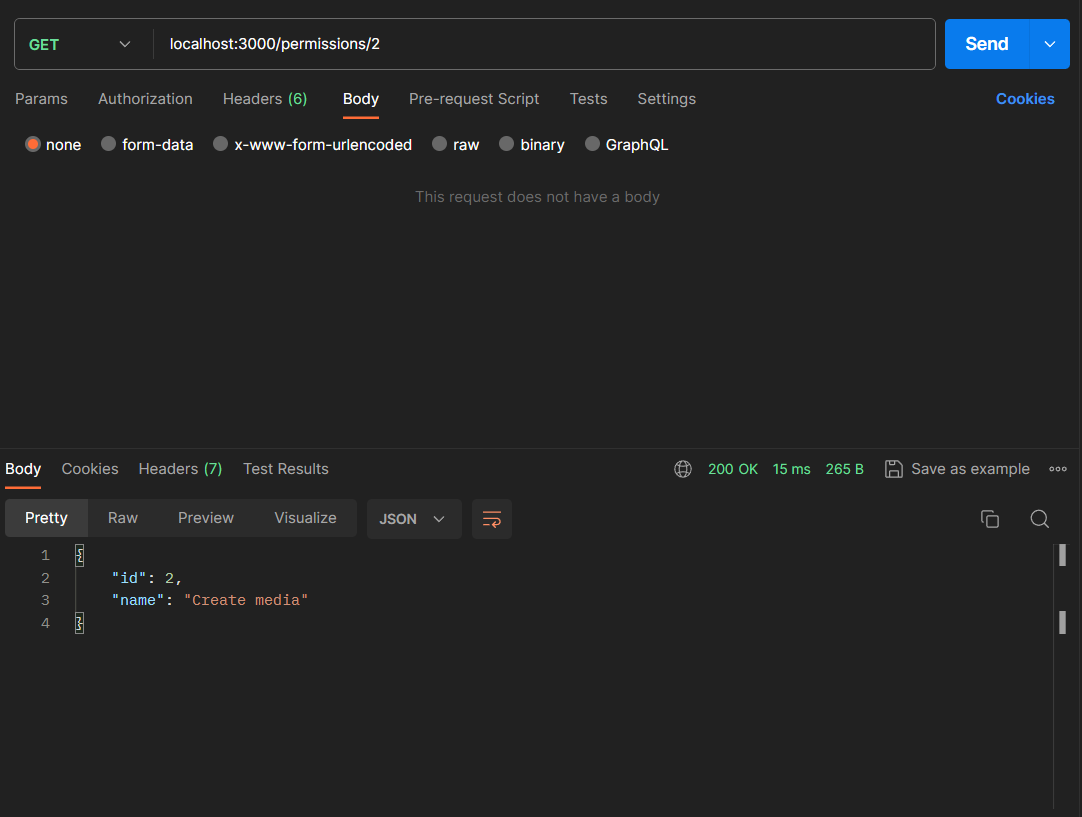 GET localhost:3000/permissions/2 Send
Params Authorization Headers (6) Body Pre-request Script Tests Settings Cookies
none form-data x-www-form-urlencoded raw binary GraphQL
This request does not have a body
Body Cookies Headers (7) Test Results 200 OK 15 ms 265 B Save as example
Pretty Raw Preview Visualize JSON
1 {
2 "id": 2,
3 "name": "Create media"
4 }